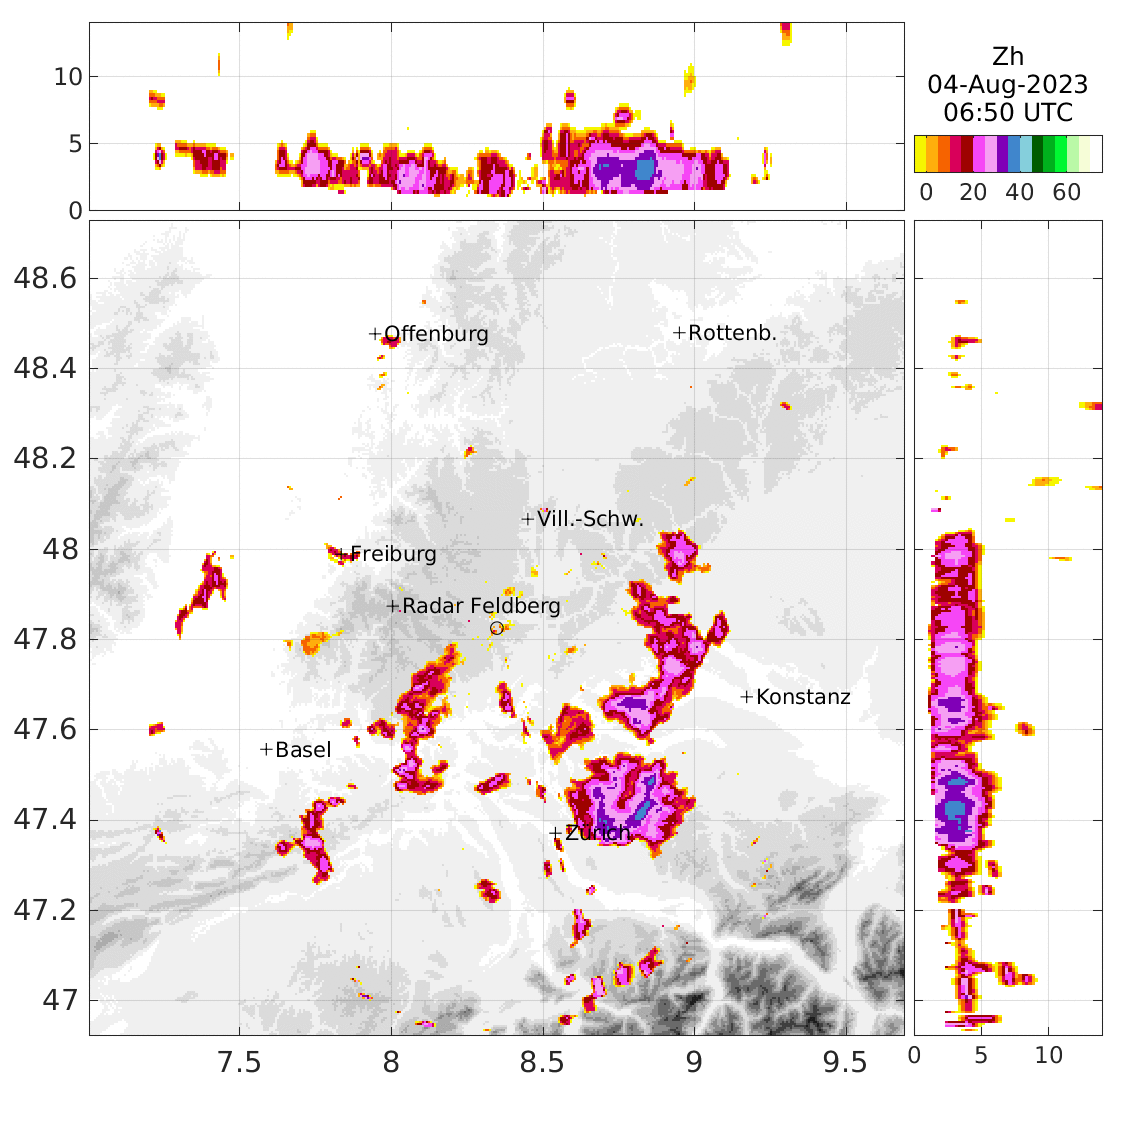 10
5
0
Zh
04-Aug-2023
06:50 UTC
0 20 40 60
48.6
48.4
48.2
48
47.8
47.6
47.4
47.2
47
+Offenburg
+Rottenb.
+Vill.-Schw.
+Freiburg
+Radar Feldberg
+Konstanz
+Basel
+Zürich
7.5 8 8.5 9 9.5
0 5 10